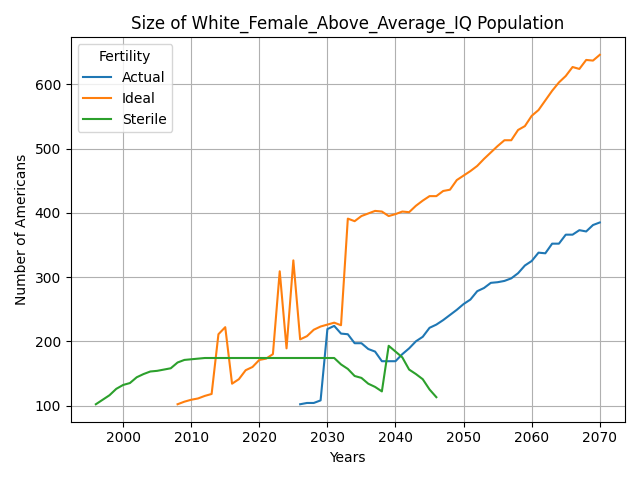 Size of White_Female_Above_Average_IQ Population
Fertility
Actual
Ideal
Sterile
Number of Americans
600
500
400
300
200
100
2000 2010 2020 2030 2040 2050 2060 2070
Years